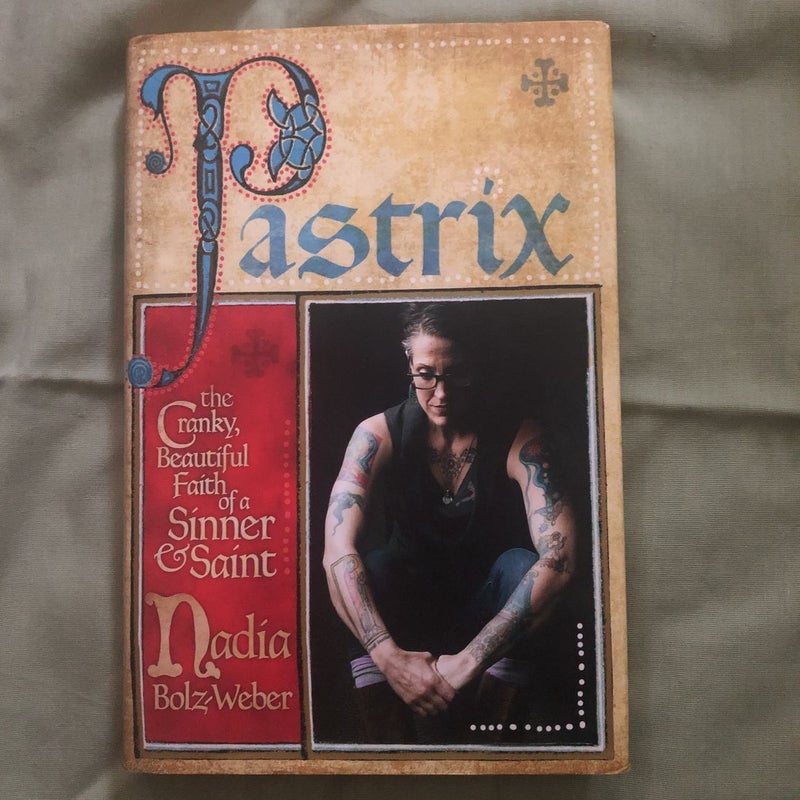 Pastrix
the
Cranky,
Beautiful
Faith
of a
Sinner
& Saint
Nadia
Bolz-Weber